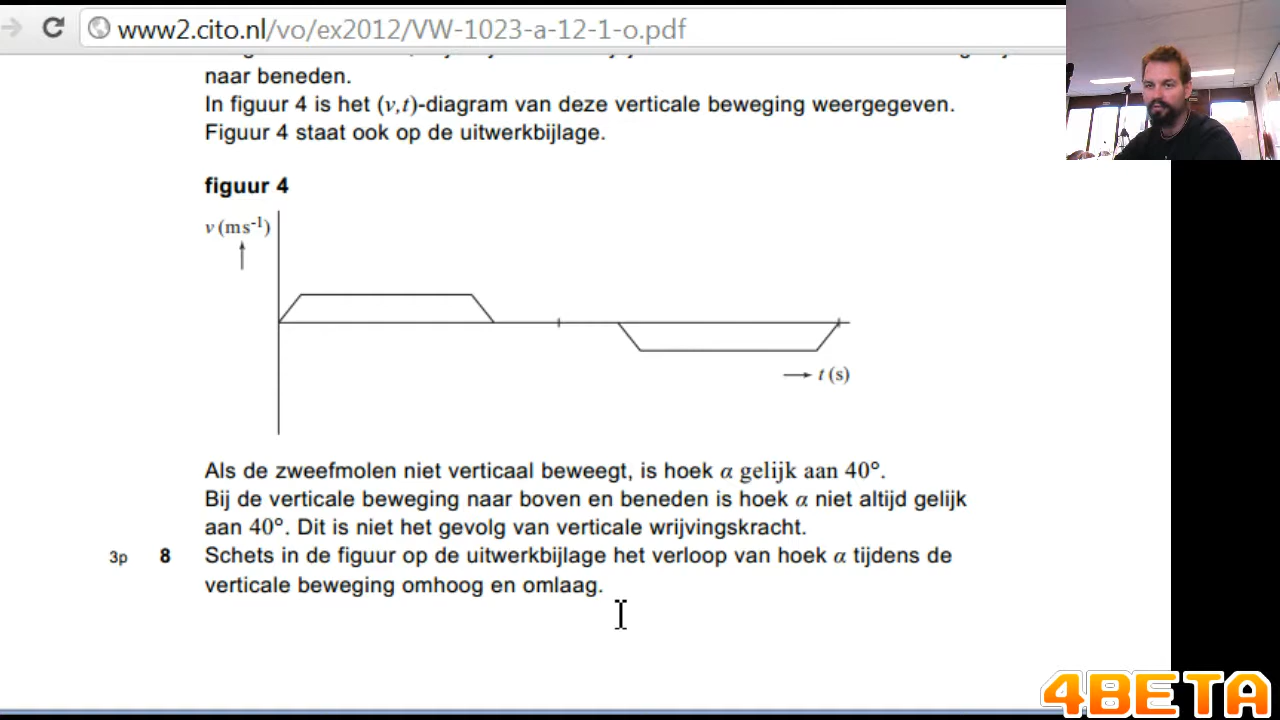 www2.cito.nl/vo/ex2012/VW-1023-a-12-1-o.pdf
naar beneden.
In figuur 4 is het (v,t)-diagram van deze verticale beweging weergegeven.
Figuur 4 staat ook op de uitwerkbijlage.
figuur 4
v (ms⁻¹)
t (s)
Als de zweefmolen niet verticaal beweegt, is hoek α gelijk aan 40°.
Bij de verticale beweging naar boven en beneden is hoek α niet altijd gelijk
aan 40°. Dit is niet het gevolg van verticale wrijvingskracht.
3p 8 Schets in de figuur op de uitwerkbijlage het verloop van hoek α tijdens de
verticale beweging omhoog en omlaag.
4BETA